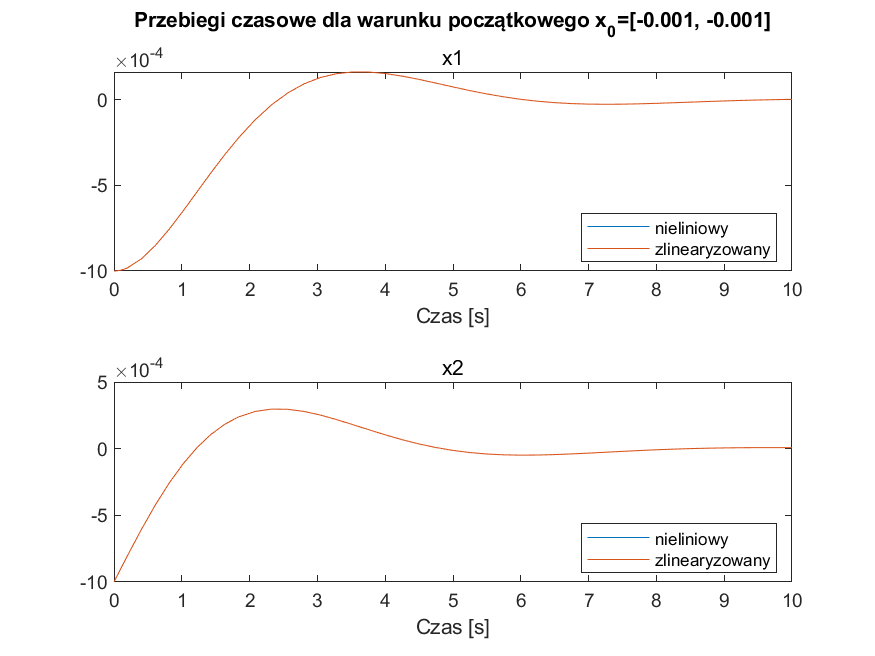 Przebiegi czasowe dla warunku początkowego x₀=[-0.001, -0.001]
×10⁻⁴
x1
0
-5
-10
0 1 2 3 4 5 6 7 8 9 10
Czas [s]
nieliniowy
zlinearyzowany
×10⁻⁴
x2
5
0
-5
-10
0 1 2 3 4 5 6 7 8 9 10
Czas [s]
nieliniowy
zlinearyzowany